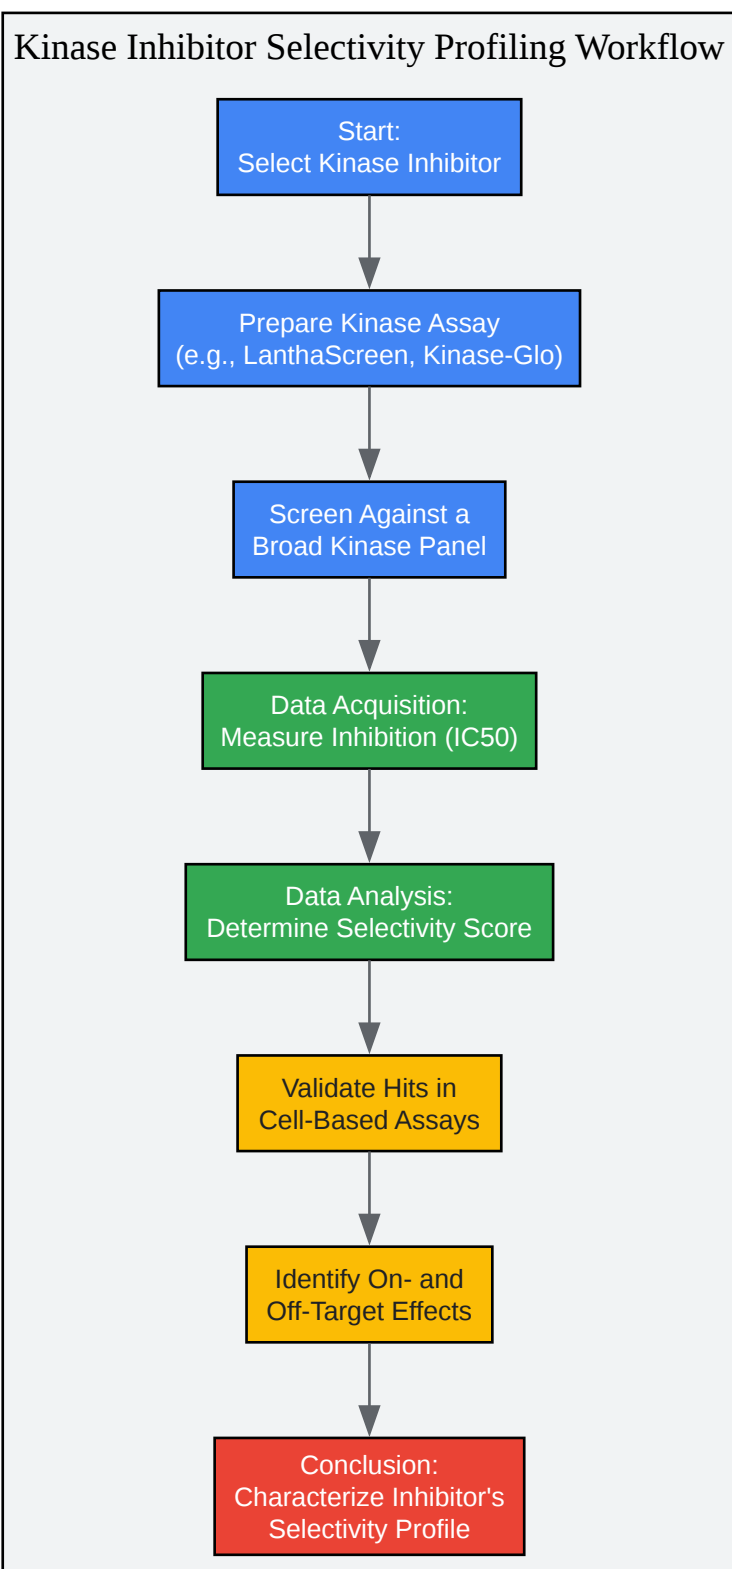 Kinase Inhibitor Selectivity Profiling Workflow
Start:
Select Kinase Inhibitor
Prepare Kinase Assay
(e.g., LanthaScreen, Kinase-Glo)
Screen Against a
Broad Kinase Panel
Data Acquisition:
Measure Inhibition (IC50)
Data Analysis:
Determine Selectivity Score
Validate Hits in
Cell-Based Assays
Identify On- and
Off-Target Effects
Conclusion:
Characterize Inhibitor's
Selectivity Profile